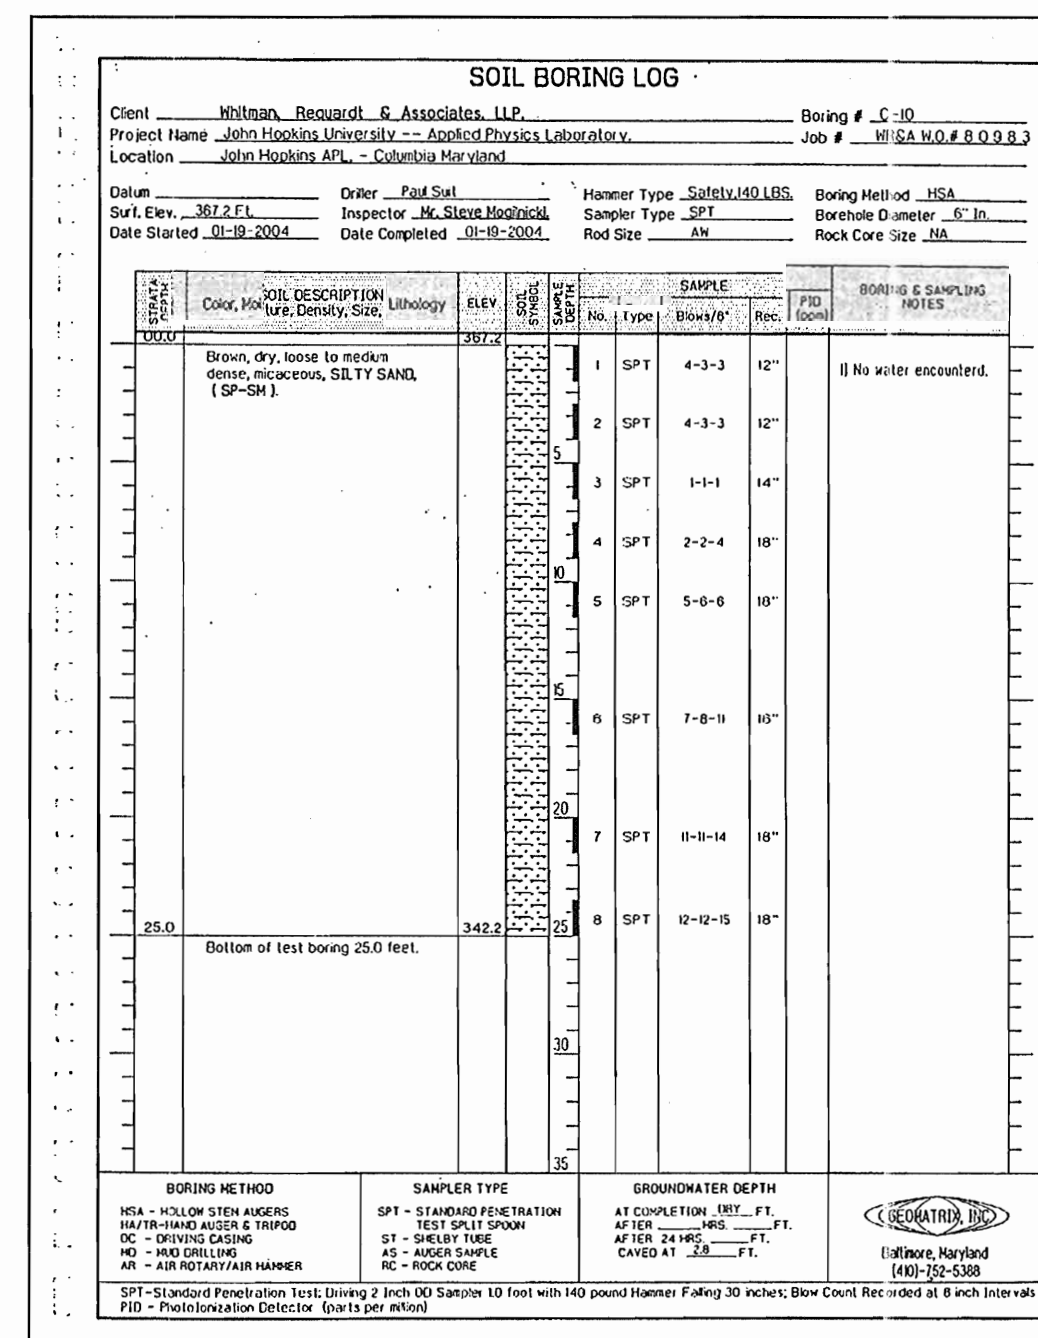 SOIL BORING LOG
Client Whitman, Requardt & Associates, LLP. Boring # C-10
Project Name John Hopkins University -- Applied Physics Laboratory. Job # WR&A W.O.# 80983
Location John Hopkins APL. - Columbia Maryland
Datum Driller Paul Suit Hammer Type Safety,140 LBS. Boring Method HSA
Surf. Elev. 367.2 Ft. Inspector Mr. Steve Moginicki. Sampler Type SPT Borehole Diameter 6" In.
Date Started 01-19-2004 Date Completed 01-19-2004 Rod Size AW Rock Core Size NA
STRATA DEPTH
SOIL DESCRIPTION
Color, Moisture, Density, Size, Lithology
ELEV.
SOIL SYMBOL
SAMPLE DEPTH
SAMPLE
No. Type Blows/6" Rec.
PID (ppm)
BORING & SAMPLING NOTES
00.0 367.2
Brown, dry, loose to medium
dense, micaceous, SILTY SAND,
( SP-SM ).
1 SPT 4-3-3 12"
1) No water encounterd.
2 SPT 4-3-3 12"
5
3 SPT 1-1-1 14"
4 SPT 2-2-4 18"
10
5 SPT 5-6-6 18"
15
6 SPT 7-8-11 16"
20
7 SPT 11-11-14 18"
25.0 342.2 25 8 SPT 12-12-15 18"
Bottom of test boring 25.0 feet.
30
35
BORING METHOD
HSA - HOLLOW STEM AUGERS
HA/TR-HAND AUGER & TRIPOD
DC - DRIVING CASING
MD - MUD DRILLING
AR - AIR ROTARY/AIR HAMMER
SAMPLER TYPE
SPT - STANDARD PENETRATION
TEST SPLIT SPOON
ST - SHELBY TUBE
AS - AUGER SAMPLE
RC - ROCK CORE
GROUNDWATER DEPTH
AT COMPLETION DRY FT.
AFTER HRS. FT.
AFTER 24 HRS. FT.
CAVED AT 2.8 FT.
GEOMATRIX, INC
Baltimore, Maryland
(410)-752-5388
SPT-Standard Penetration Test: Driving 2 Inch OD Sampler 1.0 foot with 140 pound Hammer Falling 30 inches; Blow Count Recorded at 6 inch Intervals
PID - Photoionization Detector (parts per million)